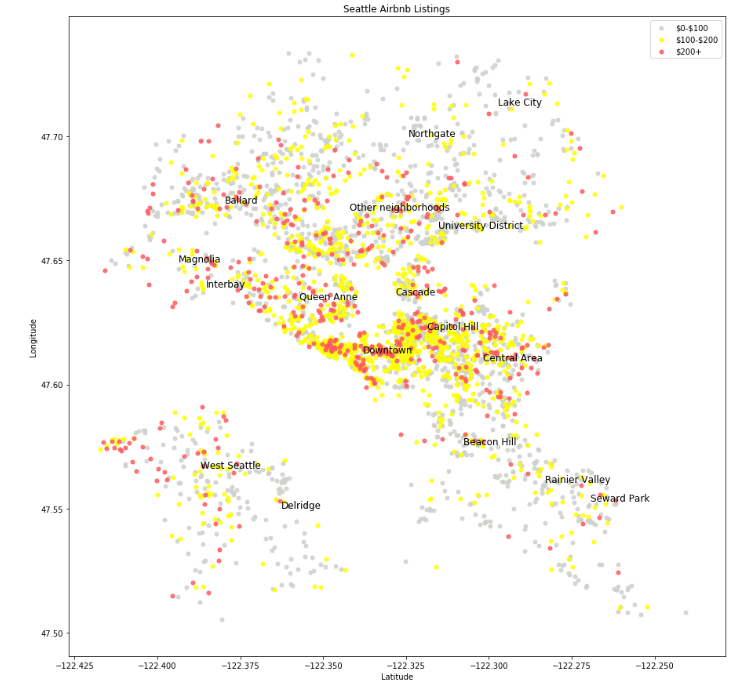 Seattle Airbnb Listings
$0-$100
$100-$200
$200+
Lake City
Northgate
47.70
Ballard
Other neighborhoods
University District
47.65
Magnolia
Interbay
Queen Anne
Cascade
Longitude
Capitol Hill
Downtown
Central Area
47.60
Beacon Hill
West Seattle
Rainier Valley
Seward Park
Delridge
47.55
47.50
−122.425 −122.400 −122.375 −122.350 −122.325 −122.300 −122.275 −122.250
Latitude